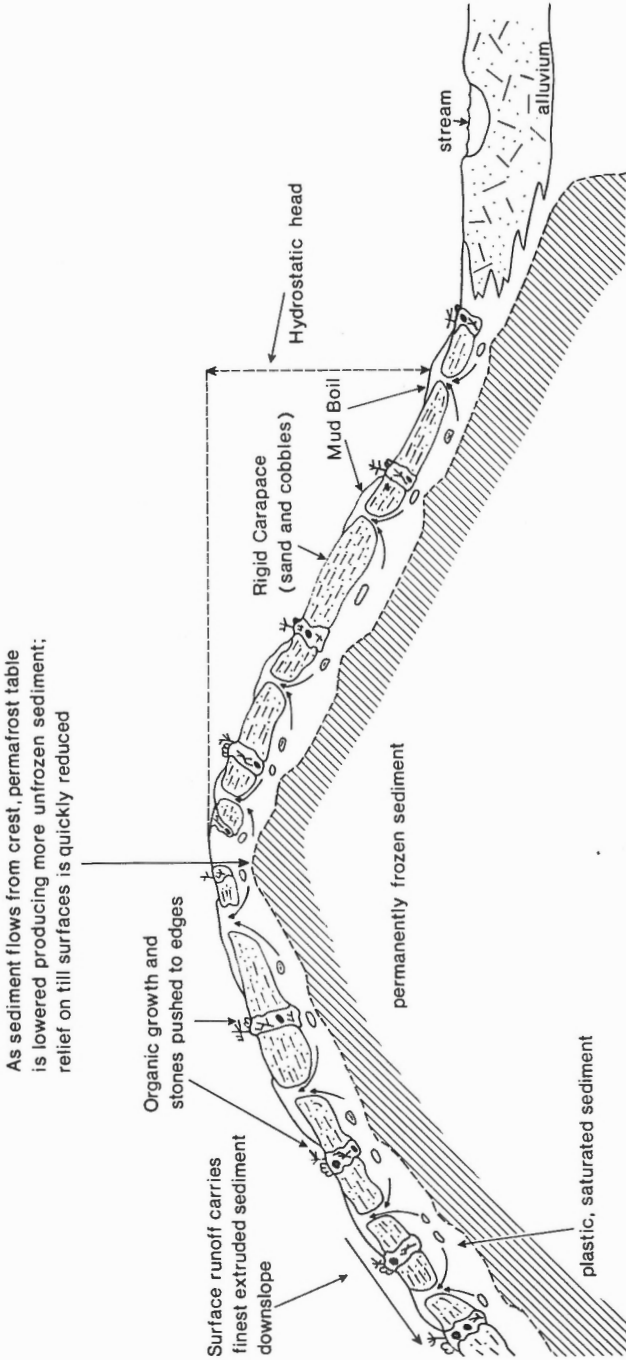 As sediment flows from crest, permafrost table
is lowered producing more unfrozen sediment;
relief on till surfaces is quickly reduced
Surface runoff carries
finest extruded sediment
downslope
Organic growth and
stones pushed to edges
Rigid Carapace
(sand and cobbles)
Mud Boil
Hydrostatic head
stream
alluvium
permanently frozen sediment
plastic, saturated sediment